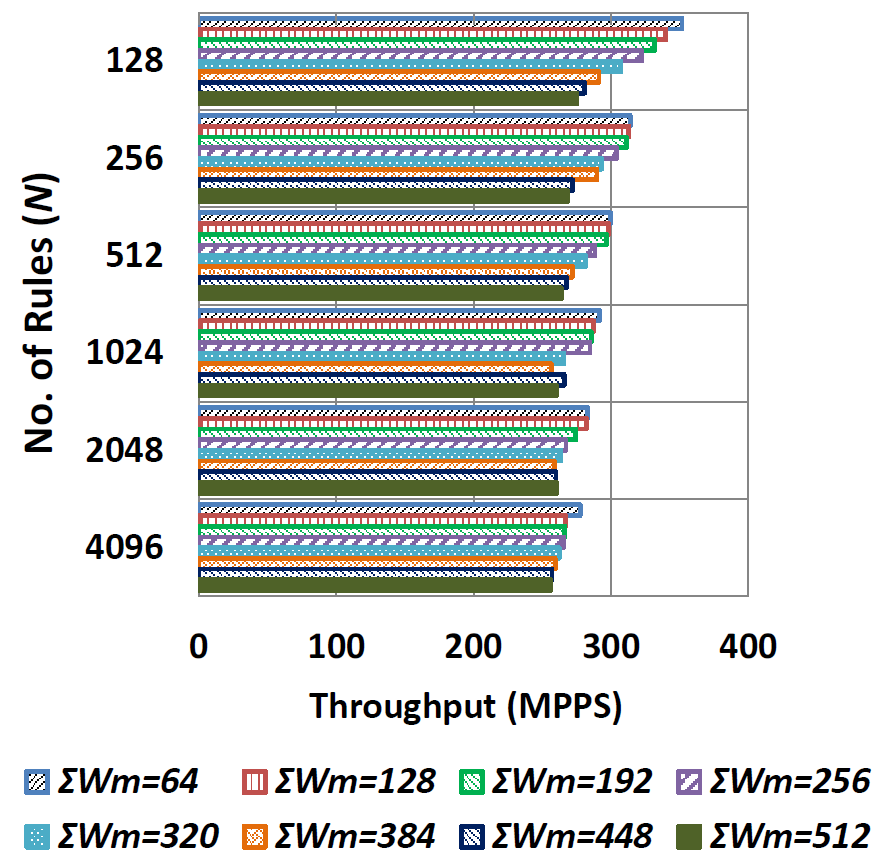 No. of Rules (N)
128
256
512
1024
2048
4096
0 100 200 300 400
Throughput (MPPS)
ΣWm=64 ΣWm=128 ΣWm=192 ΣWm=256
ΣWm=320 ΣWm=384 ΣWm=448 ΣWm=512